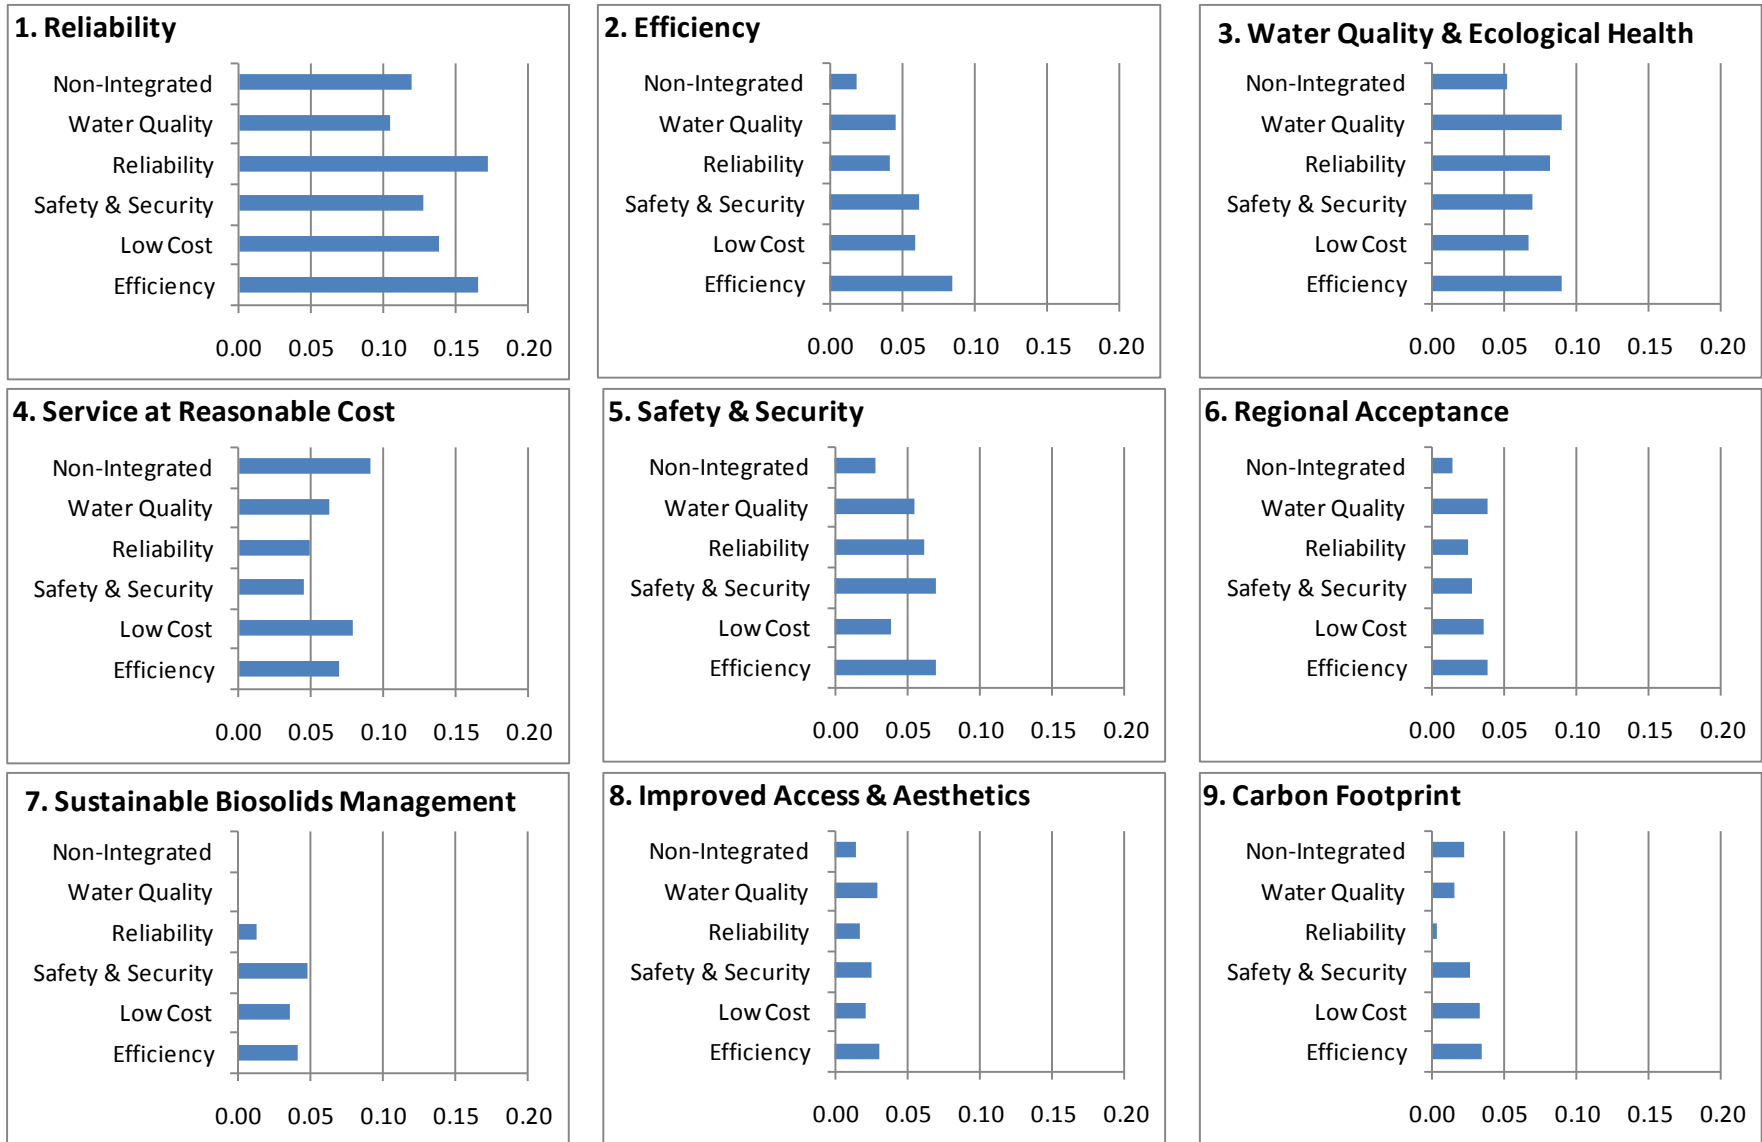 1. Reliability
Non-Integrated
Water Quality
Reliability
Safety & Security
Low Cost
Efficiency
0.00 0.05 0.10 0.15 0.20
2. Efficiency
Non-Integrated
Water Quality
Reliability
Safety & Security
Low Cost
Efficiency
0.00 0.05 0.10 0.15 0.20
3. Water Quality & Ecological Health
Non-Integrated
Water Quality
Reliability
Safety & Security
Low Cost
Efficiency
0.00 0.05 0.10 0.15 0.20
4. Service at Reasonable Cost
Non-Integrated
Water Quality
Reliability
Safety & Security
Low Cost
Efficiency
0.00 0.05 0.10 0.15 0.20
5. Safety & Security
Non-Integrated
Water Quality
Reliability
Safety & Security
Low Cost
Efficiency
0.00 0.05 0.10 0.15 0.20
6. Regional Acceptance
Non-Integrated
Water Quality
Reliability
Safety & Security
Low Cost
Efficiency
0.00 0.05 0.10 0.15 0.20
7. Sustainable Biosolids Management
Non-Integrated
Water Quality
Reliability
Safety & Security
Low Cost
Efficiency
0.00 0.05 0.10 0.15 0.20
8. Improved Access & Aesthetics
Non-Integrated
Water Quality
Reliability
Safety & Security
Low Cost
Efficiency
0.00 0.05 0.10 0.15 0.20
9. Carbon Footprint
Non-Integrated
Water Quality
Reliability
Safety & Security
Low Cost
Efficiency
0.00 0.05 0.10 0.15 0.20